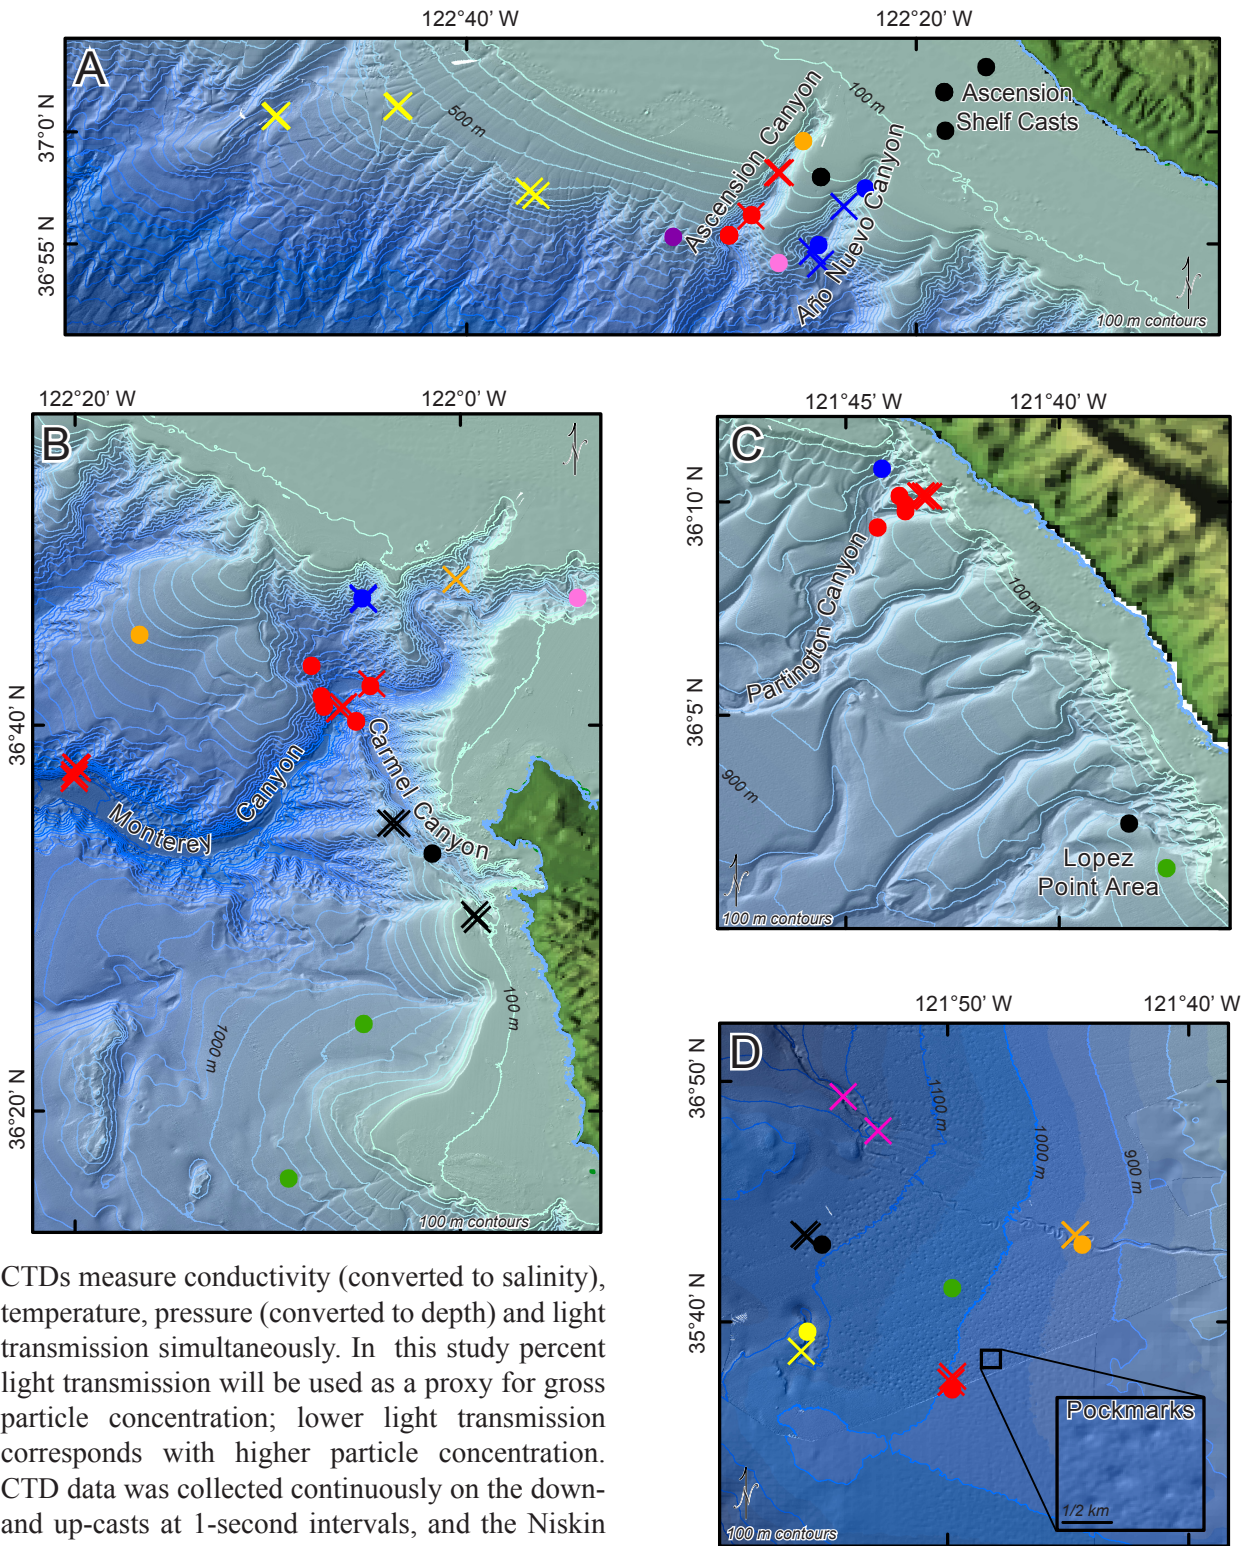 122°40' W
122°20' W
A
37°0' N
36°55' N
500 m
100 m
Ascension Canyon
Año Nuevo Canyon
Ascension
Shelf Casts
100 m contours
122°20' W
122°0' W
B
36°40' N
36°20' N
Monterey
Canyon
Carmel Canyon
1000 m
100 m
100 m contours
121°45' W
121°40' W
C
36°10' N
36°5' N
Partington Canyon
100 m
900 m
Lopez
Point Area
100 m contours
121°50' W
121°40' W
D
36°50' N
35°40' N
1100 m
1000 m
900 m
Pockmarks
1/2 km
100 m contours
CTDs measure conductivity (converted to salinity),
temperature, pressure (converted to depth) and light
transmission simultaneously. In this study percent
light transmission will be used as a proxy for gross
particle concentration; lower light transmission
corresponds with higher particle concentration.
CTD data was collected continuously on the down-
and up-casts at 1-second intervals, and the Niskin